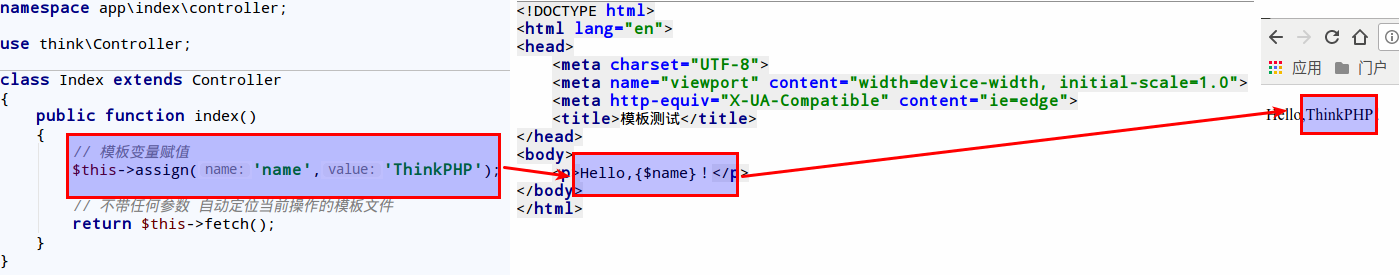 namespace app\index\controller;
use think\Controller;
class Index extends Controller
{
public function index()
{
// 模板变量赋值
$this->assign( name: 'name', value: 'ThinkPHP');
// 不带任何参数 自动定位当前操作的模板文件
return $this->fetch();
}
}
<!DOCTYPE html>
<html lang="en">
<head>
<meta charset="UTF-8">
<meta name="viewport" content="width=device-width, initial-scale=1.0">
<meta http-equiv="X-UA-Compatible" content="ie=edge">
<title>模板测试</title>
</head>
<body>
<p>Hello,{$name}！</p>
</body>
</html>
应用 门户
Hello,ThinkPHP